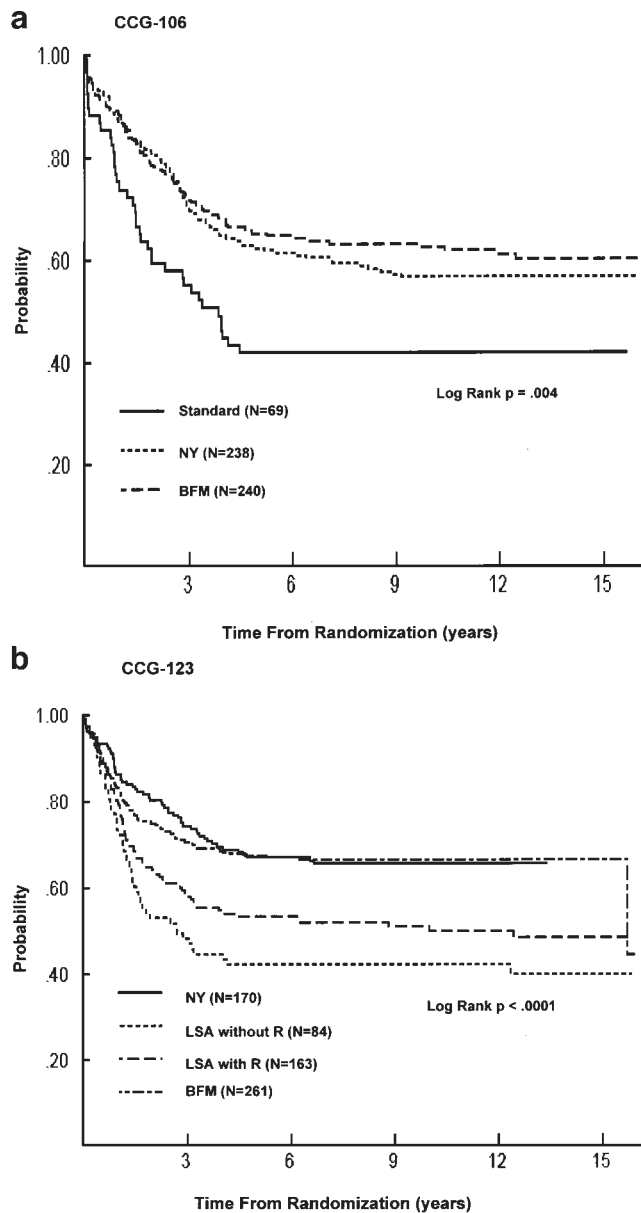 a
CCG-106
1.00
.80
.60
.40
.20
Probability
Log Rank p = .004
Standard (N=69)
NY (N=238)
BFM (N=240)
3 6 9 12 15
Time From Randomization (years)
b
CCG-123
1.00
.80
.60
.40
.20
Probability
Log Rank p < .0001
NY (N=170)
LSA without R (N=84)
LSA with R (N=163)
BFM (N=261)
3 6 9 12 15
Time From Randomization (years)